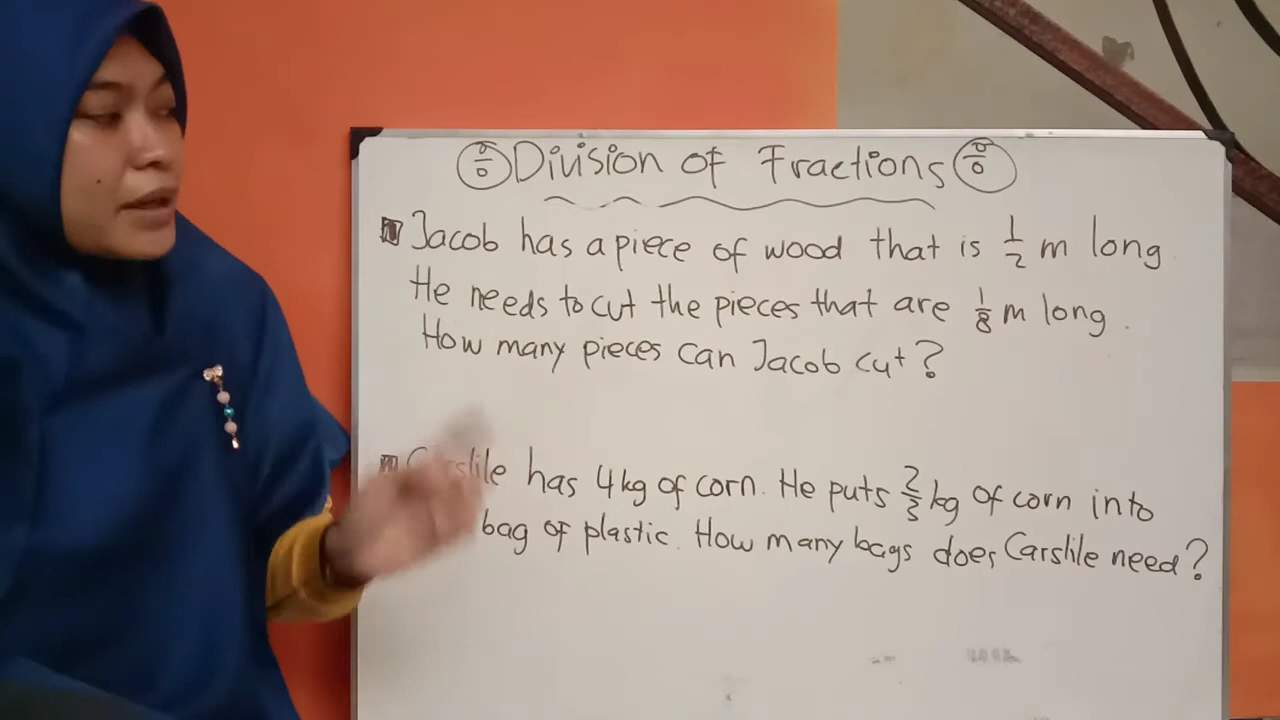 Division of Fractions
Jacob has a piece of wood that is 1/2 m long
He needs to cut the pieces that are 1/8 m long.
How many pieces can Jacob cut?
Carslile has 4kg of corn. He puts 2/3 kg of corn into
bag of plastic. How many bags does Carslile need?